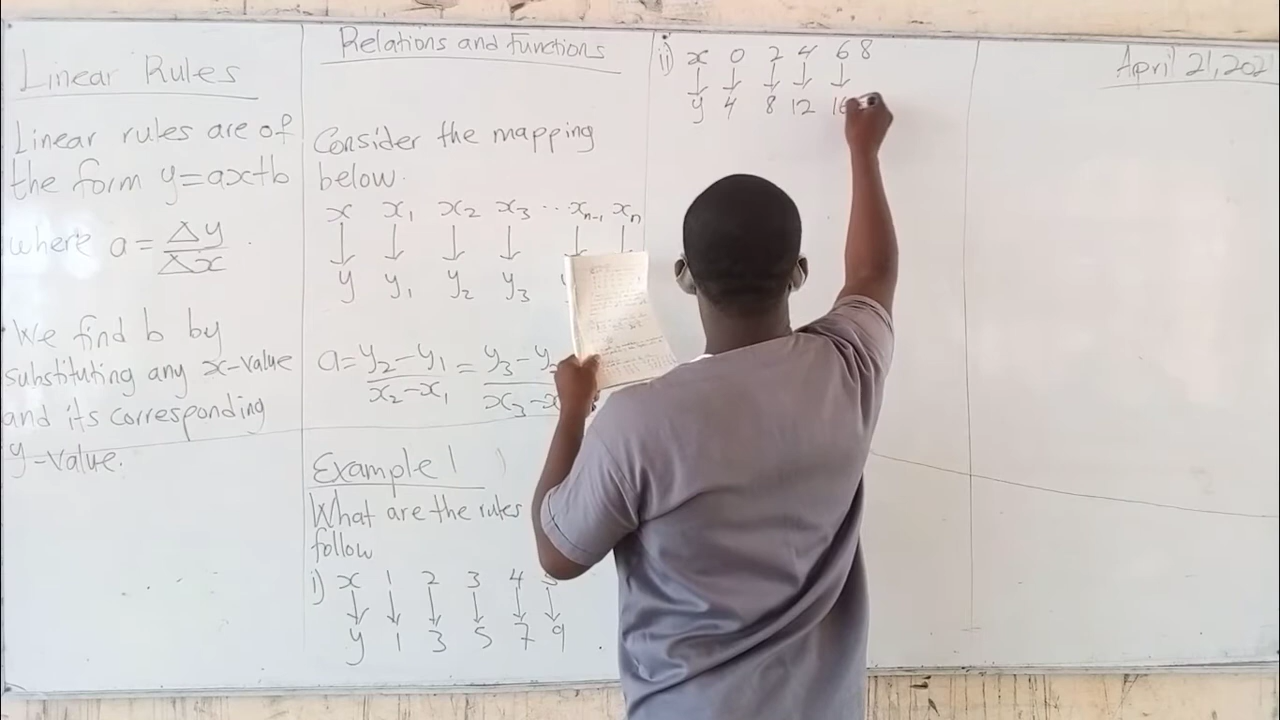 Linear Rules
Linear rules are of
the form y=ax+b
where a = Δy/Δx .
We find b by
substituting any x-value
and its corresponding
y-value.
Relations and Functions
Consider the mapping
below.
x x₁ x₂ x₃ ... xₙ₋₁ xₙ
↓ ↓ ↓ ↓ ↓ ↓
y y₁ y₂ y₃
a = y₂-y₁/x₂-x₁ = y₃-y₂/x₃-x
Example 1
What are the rules
follow
i) x 1 2 3 4 5
↓ ↓ ↓ ↓ ↓ ↓
y 1 3 5 7 9
ii) x 0 2 4 6 8
↓ ↓ ↓ ↓ ↓
y 4 8 12 16
April 21, 202